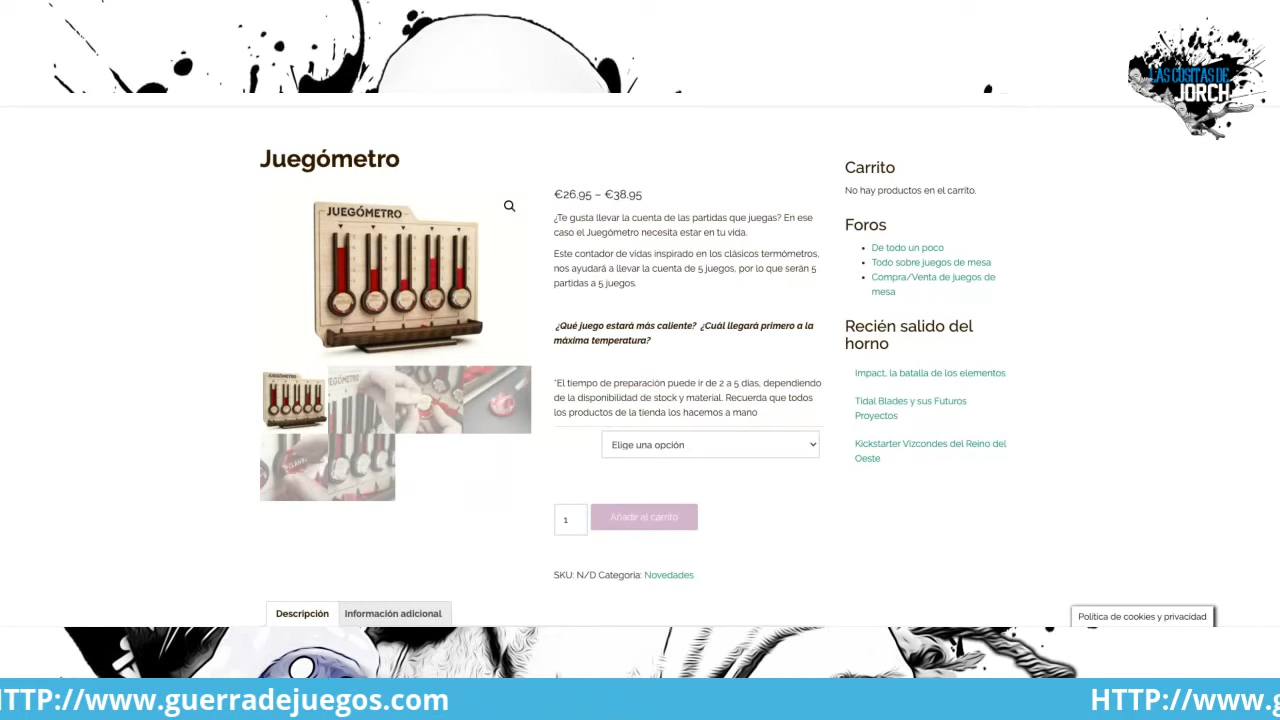 LAS COSITAS DE
JORCH
Juegómetro
JUEGÓMETRO
€26.95 – €38.95
¿Te gusta llevar la cuenta de las partidas que juegas? En ese
caso el Juegómetro necesita estar en tu vida.
Este contador de vidas inspirado en los clásicos termómetros,
nos ayudará a llevar la cuenta de 5 juegos, por lo que serán 5
partidas a 5 juegos.
¿Qué juego estará más caliente? ¿Cuál llegará primero a la
máxima temperatura?
*El tiempo de preparación puede ir de 2 a 5 días, dependiendo
de la disponibilidad de stock y material. Recuerda que todos
los productos de la tienda los hacemos a mano
Elige una opción
1
Añadir al carrito
SKU: N/D Categoría: Novedades
Descripción
Información adicional
Carrito
No hay productos en el carrito.
Foros
De todo un poco
Todo sobre juegos de mesa
Compra/Venta de juegos de
mesa
Recién salido del
horno
Impact, la batalla de los elementos
Tidal Blades y sus Futuros
Proyectos
Kickstarter Vizcondes del Reino del
Oeste
Política de cookies y privacidad
HTTP://www.guerradejuegos.com
HTTP://www.g